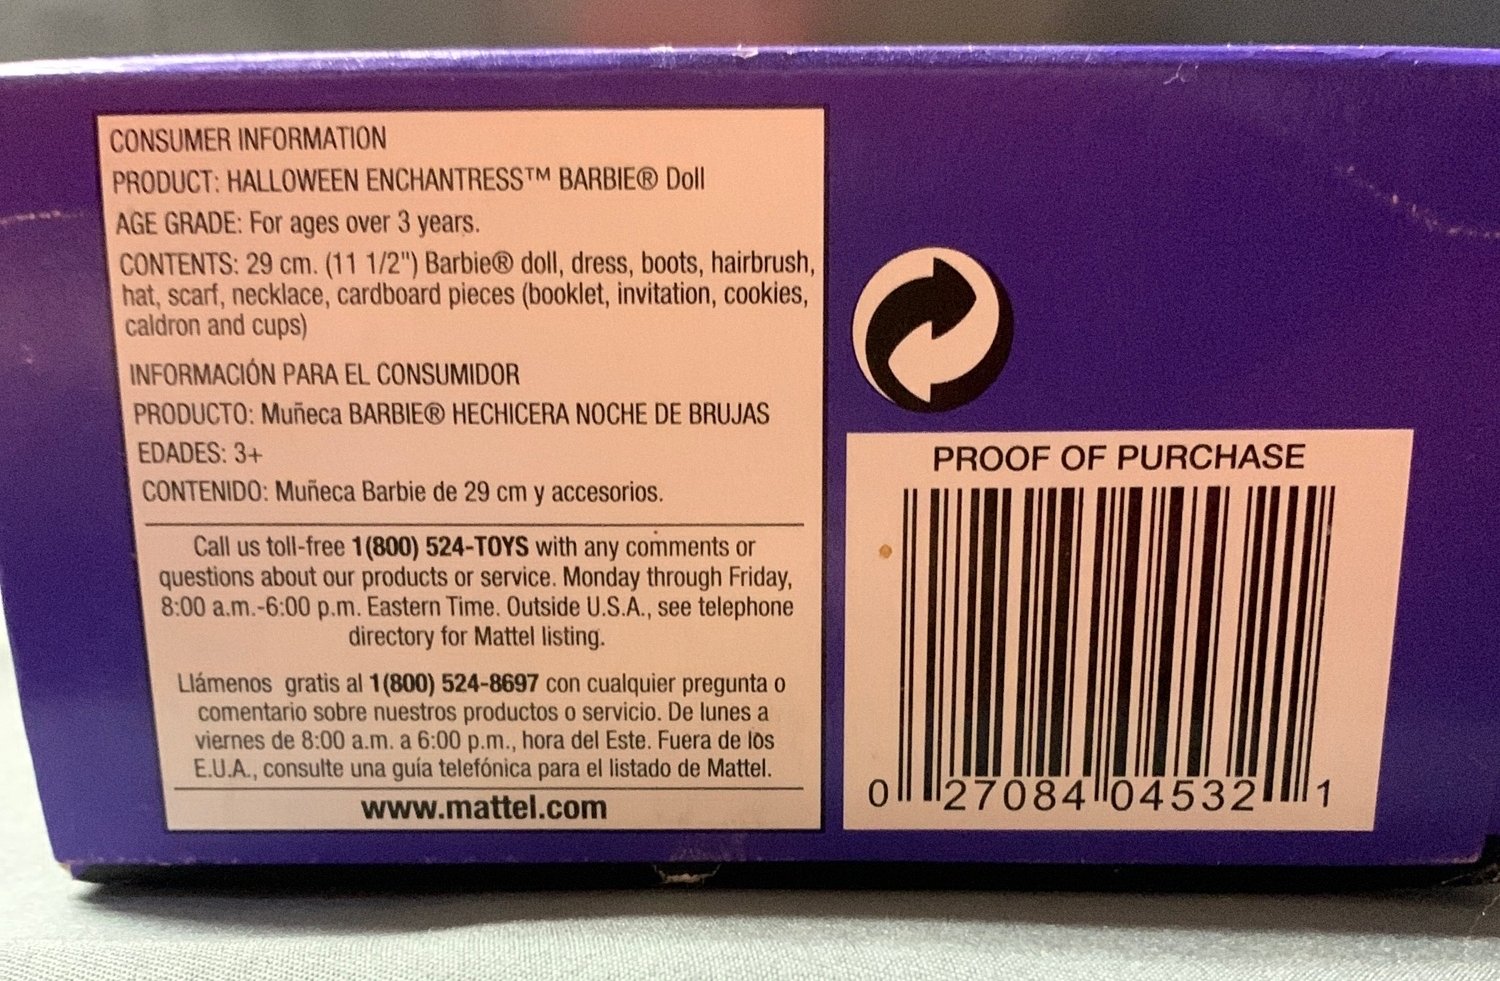 CONSUMER INFORMATION
PRODUCT: HALLOWEEN ENCHANTRESS™ BARBIE® Doll
AGE GRADE: For ages over 3 years.
CONTENTS: 29 cm. (11 1/2") Barbie® doll, dress, boots, hairbrush,
hat, scarf, necklace, cardboard pieces (booklet, invitation, cookies,
caldron and cups)
INFORMACIÓN PARA EL CONSUMIDOR
PRODUCTO: Muñeca BARBIE® HECHICERA NOCHE DE BRUJAS
EDADES: 3+
CONTENIDO: Muñeca Barbie de 29 cm y accesorios.
Call us toll-free 1(800) 524-TOYS with any comments or
questions about our products or service. Monday through Friday,
8:00 a.m.-6:00 p.m. Eastern Time. Outside U.S.A., see telephone
directory for Mattel listing.
Llámenos gratis al 1(800) 524-8697 con cualquier pregunta o
comentario sobre nuestros productos o servicio. De lunes a
viernes de 8:00 a.m. a 6:00 p.m., hora del Este. Fuera de los
E.U.A., consulte una guía telefónica para el listado de Mattel.
www.mattel.com
PROOF OF PURCHASE
0 27084 04532 1